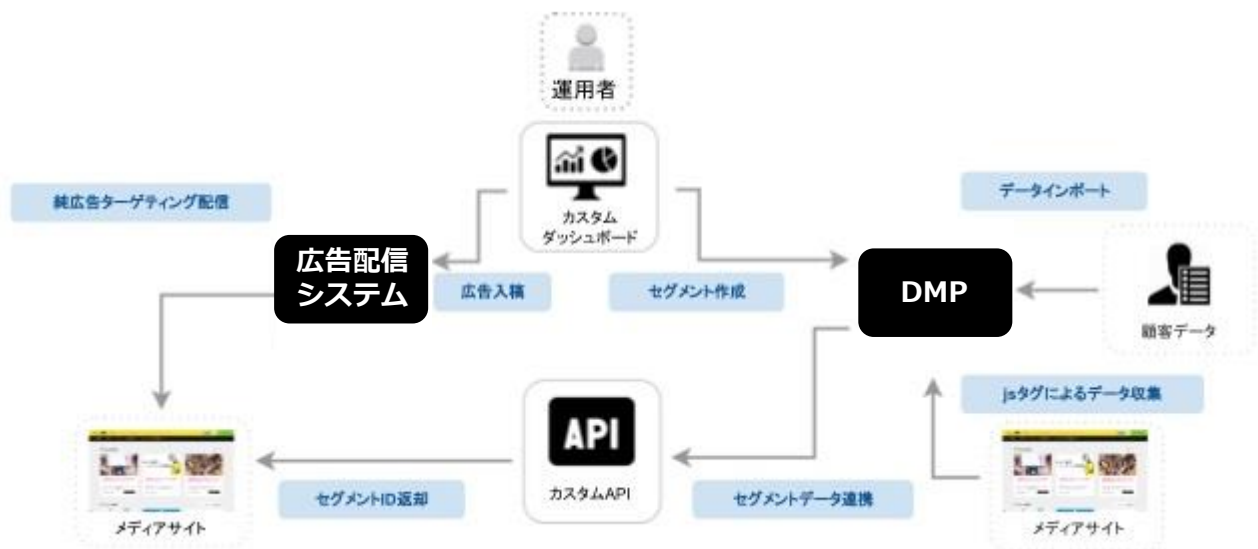 運用者
カスタム
ダッシュボード
純広告ターゲティング配信
データインポート
広告配信
システム
広告入稿
セグメント作成
DMP
顧客データ
jsタグによるデータ収集
API
カスタムAPI
セグメントID返却
セグメントデータ連携
メディアサイト
メディアサイト